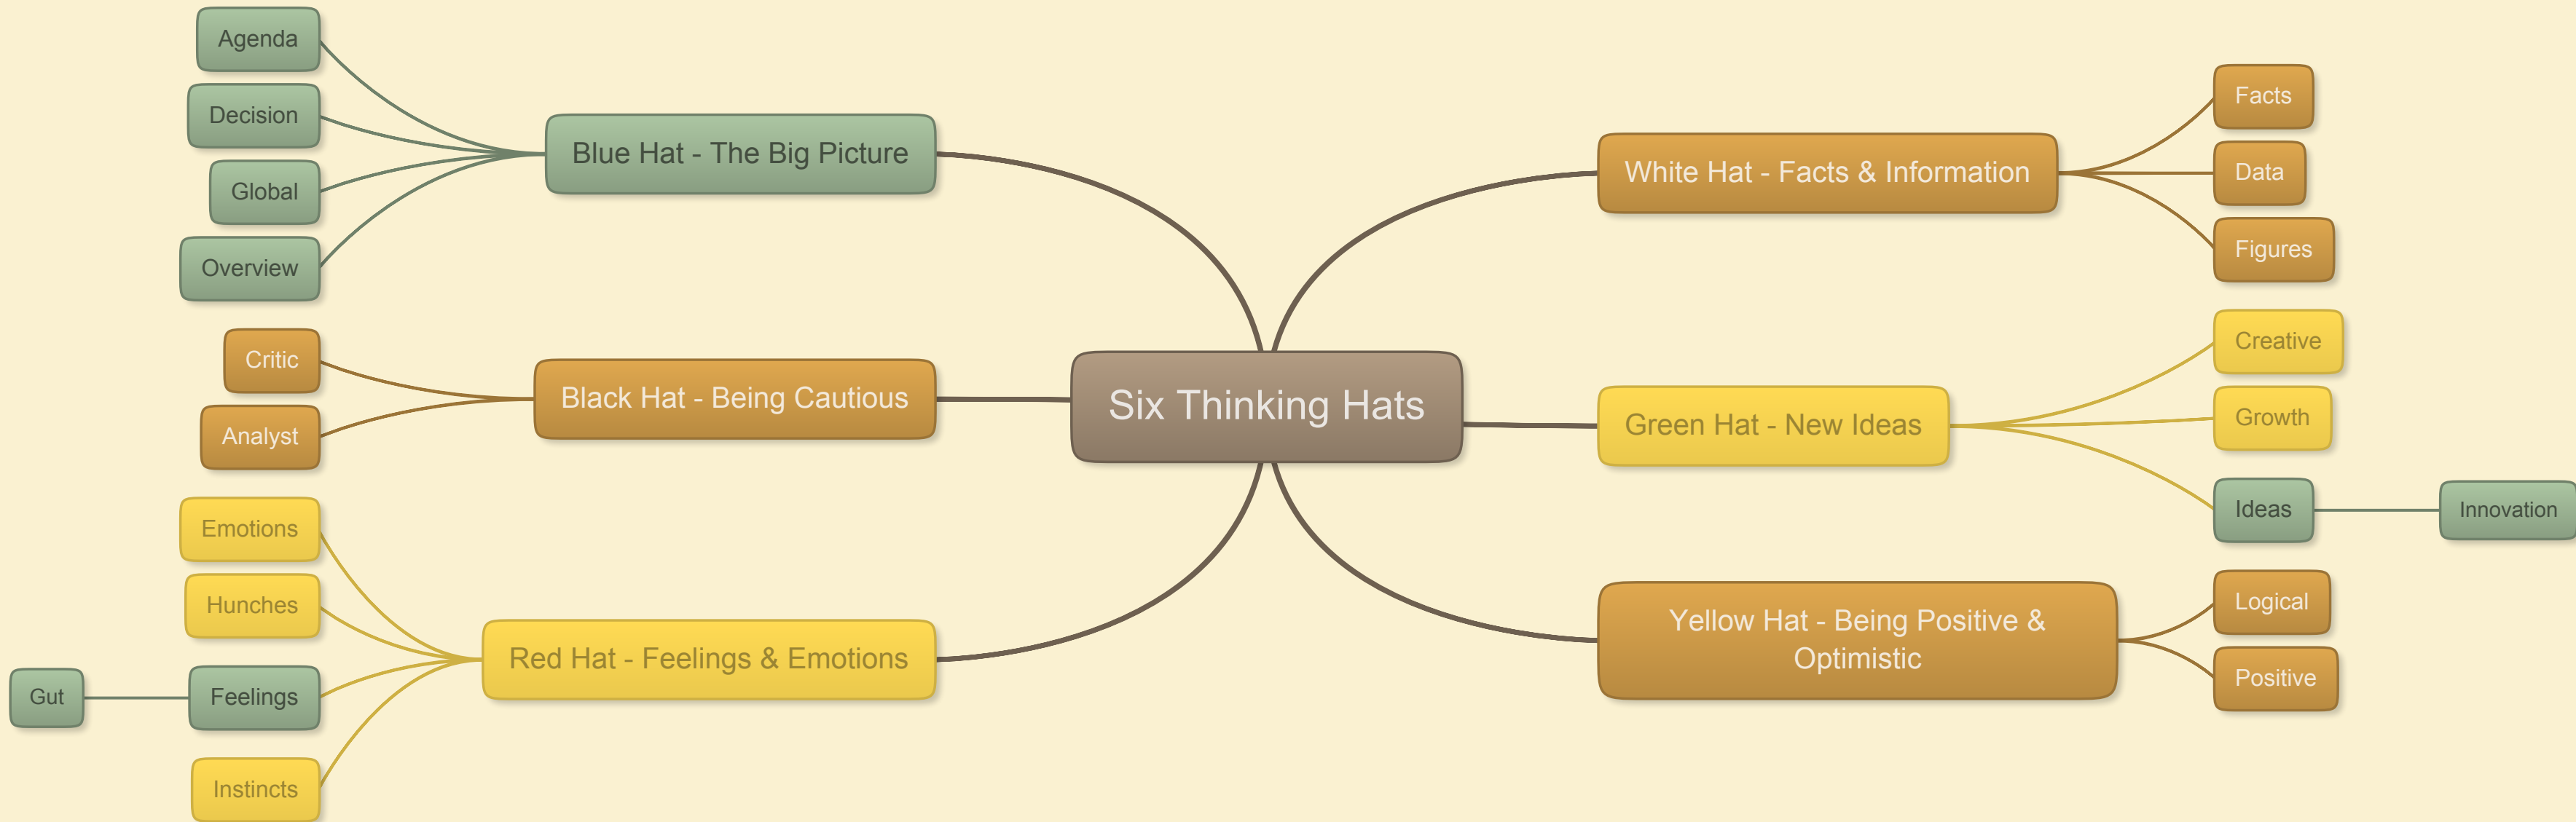 Six Thinking Hats
Blue Hat - The Big Picture
Agenda
Decision
Global
Overview
Black Hat - Being Cautious
Critic
Analyst
Red Hat - Feelings & Emotions
Emotions
Hunches
Feelings
Gut
Instincts
White Hat - Facts & Information
Facts
Data
Figures
Green Hat - New Ideas
Creative
Growth
Ideas
Innovation
Yellow Hat - Being Positive &
Optimistic
Logical
Positive